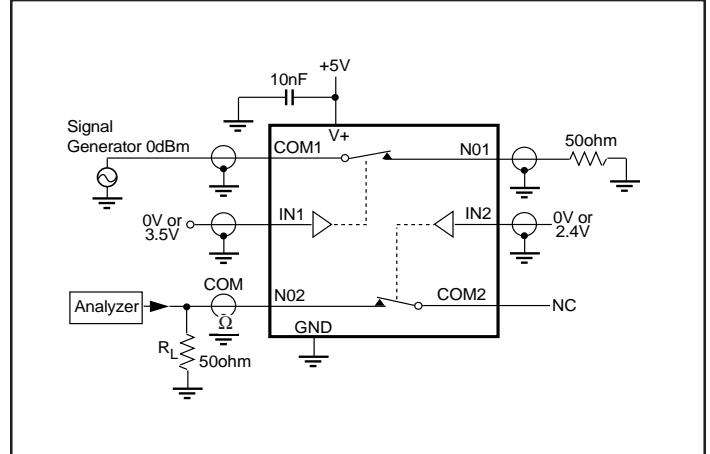 +5V
10nF
V+
Signal
Generator 0dBm
COM1
N01
50ohm
IN1
IN2
0V or
3.5V
0V or
2.4V
COM
N02
COM2
NC
Analyzer
Ω
GND
RL
50ohm